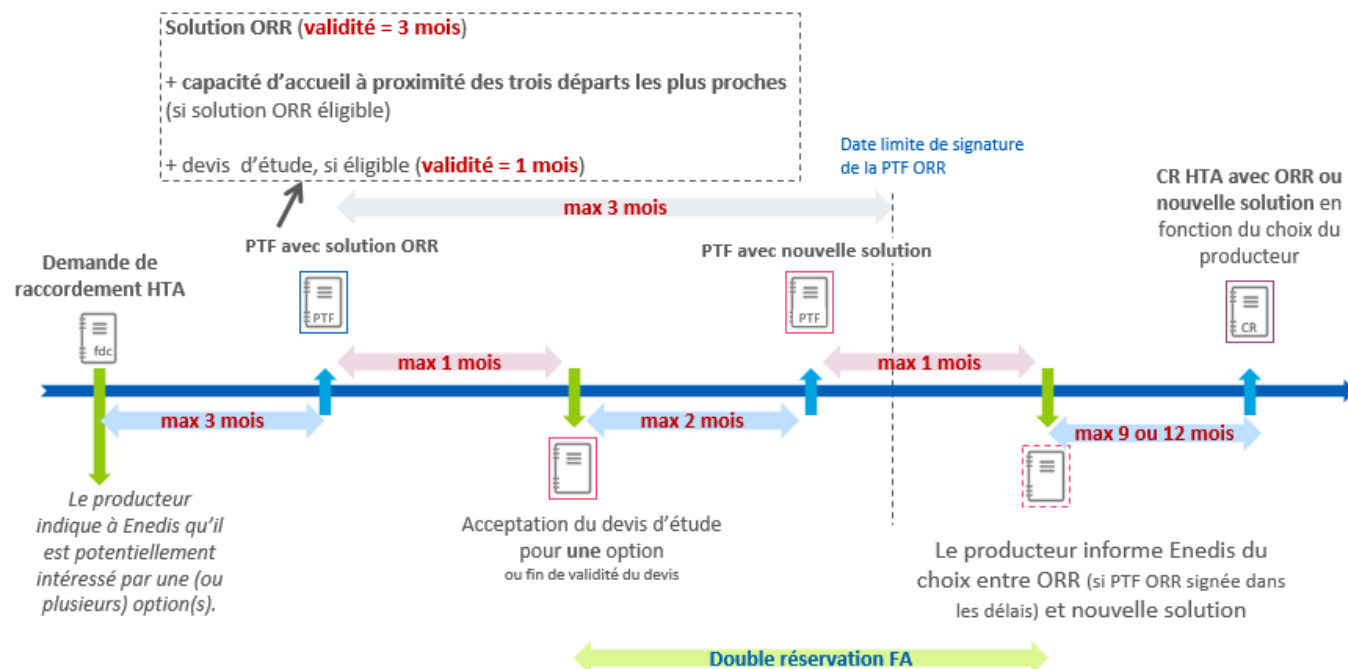 Solution ORR (validité = 3 mois)
+ capacité d’accueil à proximité des trois départs les plus proches
(si solution ORR éligible)
+ devis d’étude, si éligible (validité = 1 mois)
Date limite de signature
de la PTF ORR
max 3 mois
CR HTA avec ORR ou
nouvelle solution en
fonction du choix du
producteur
PTF avec solution ORR
PTF avec nouvelle solution
Demande de
raccordement HTA
fdc
PTF
PTF
CR
max 1 mois
max 1 mois
max 3 mois
max 2 mois
max 9 ou 12 mois
Le producteur
indique à Enedis qu’il
est potentiellement
intéressé par une (ou
plusieurs) option(s).
Acceptation du devis d’étude
pour une option
ou fin de validité du devis
Le producteur informe Enedis du
choix entre ORR (si PTF ORR signée dans
les délais) et nouvelle solution
Double réservation FA